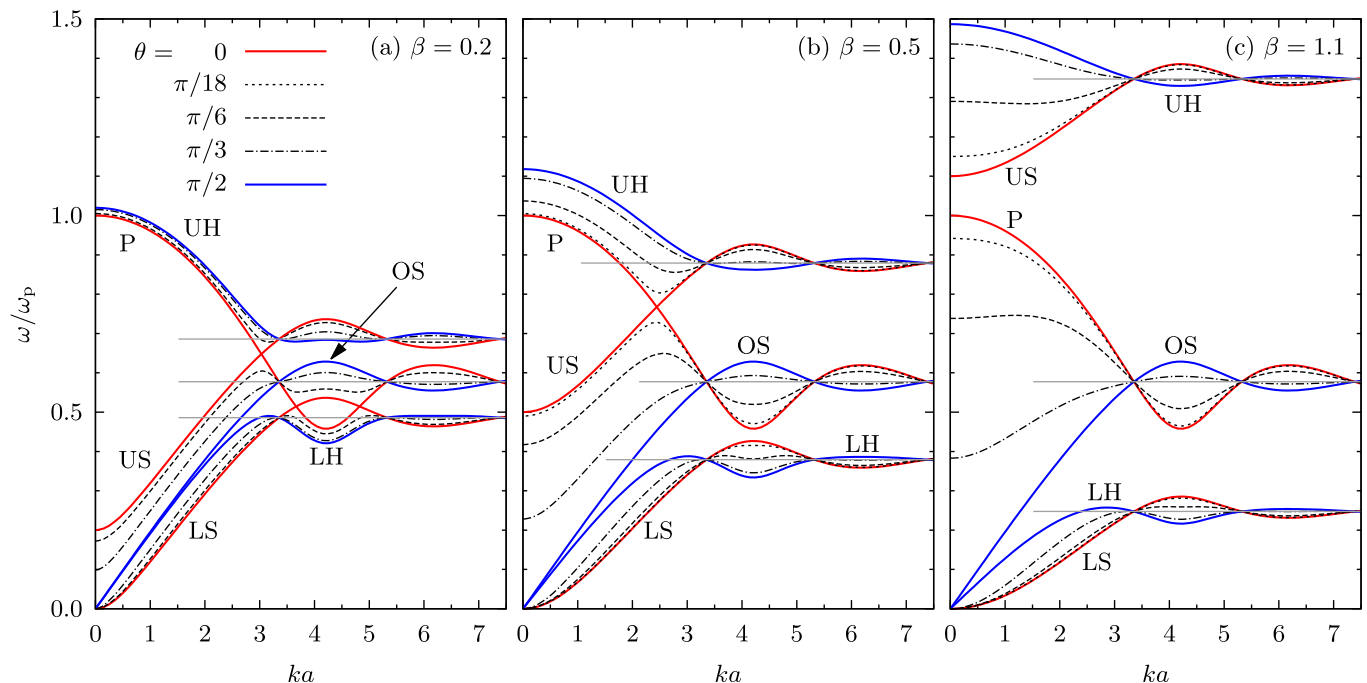 1.5
1.0
0.5
0.0
ω/ωp
θ = 0
π/18
π/6
π/3
π/2
(a) β = 0.2
P
UH
OS
US
LH
LS
0 1 2 3 4 5 6 7
ka
(b) β = 0.5
UH
P
OS
US
LH
LS
0 1 2 3 4 5 6 7
ka
(c) β = 1.1
UH
US
P
OS
LH
LS
0 1 2 3 4 5 6 7
ka